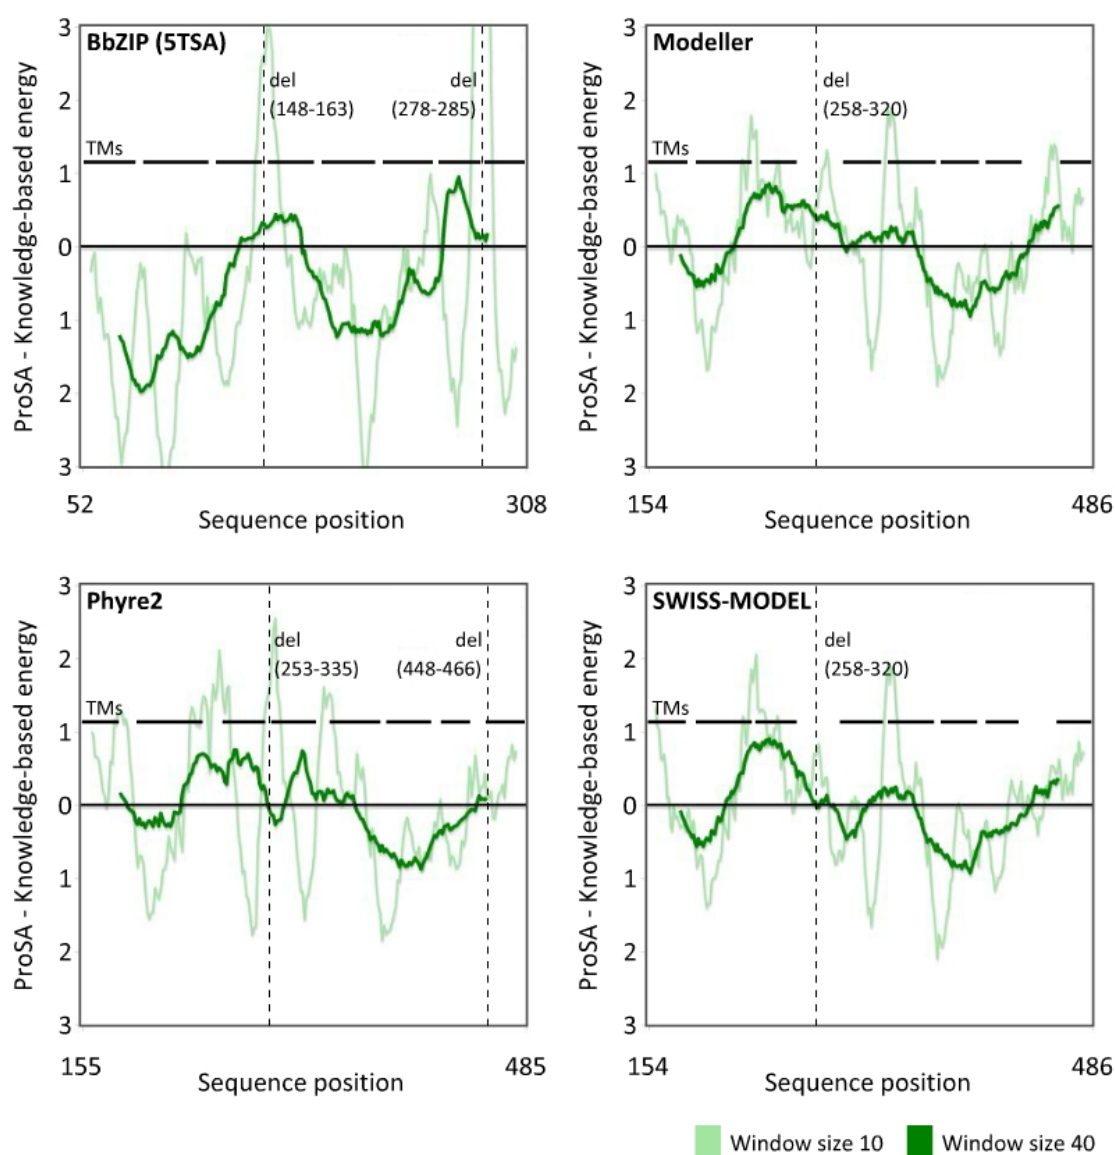 BbZIP (5TSA)
ProSA - Knowledge-based energy
3
2
1
0
1
2
3
TMs
del
(148-163)
del
(278-285)
52
308
Sequence position
Modeller
ProSA - Knowledge-based energy
3
2
1
0
1
2
3
TMs
del
(258-320)
154
486
Sequence position
Phyre2
ProSA - Knowledge-based energy
3
2
1
0
1
2
3
TMs
del
(253-335)
del
(448-466)
155
485
Sequence position
SWISS-MODEL
ProSA - Knowledge-based energy
3
2
1
0
1
2
3
TMs
del
(258-320)
154
486
Sequence position
Window size 10
Window size 40